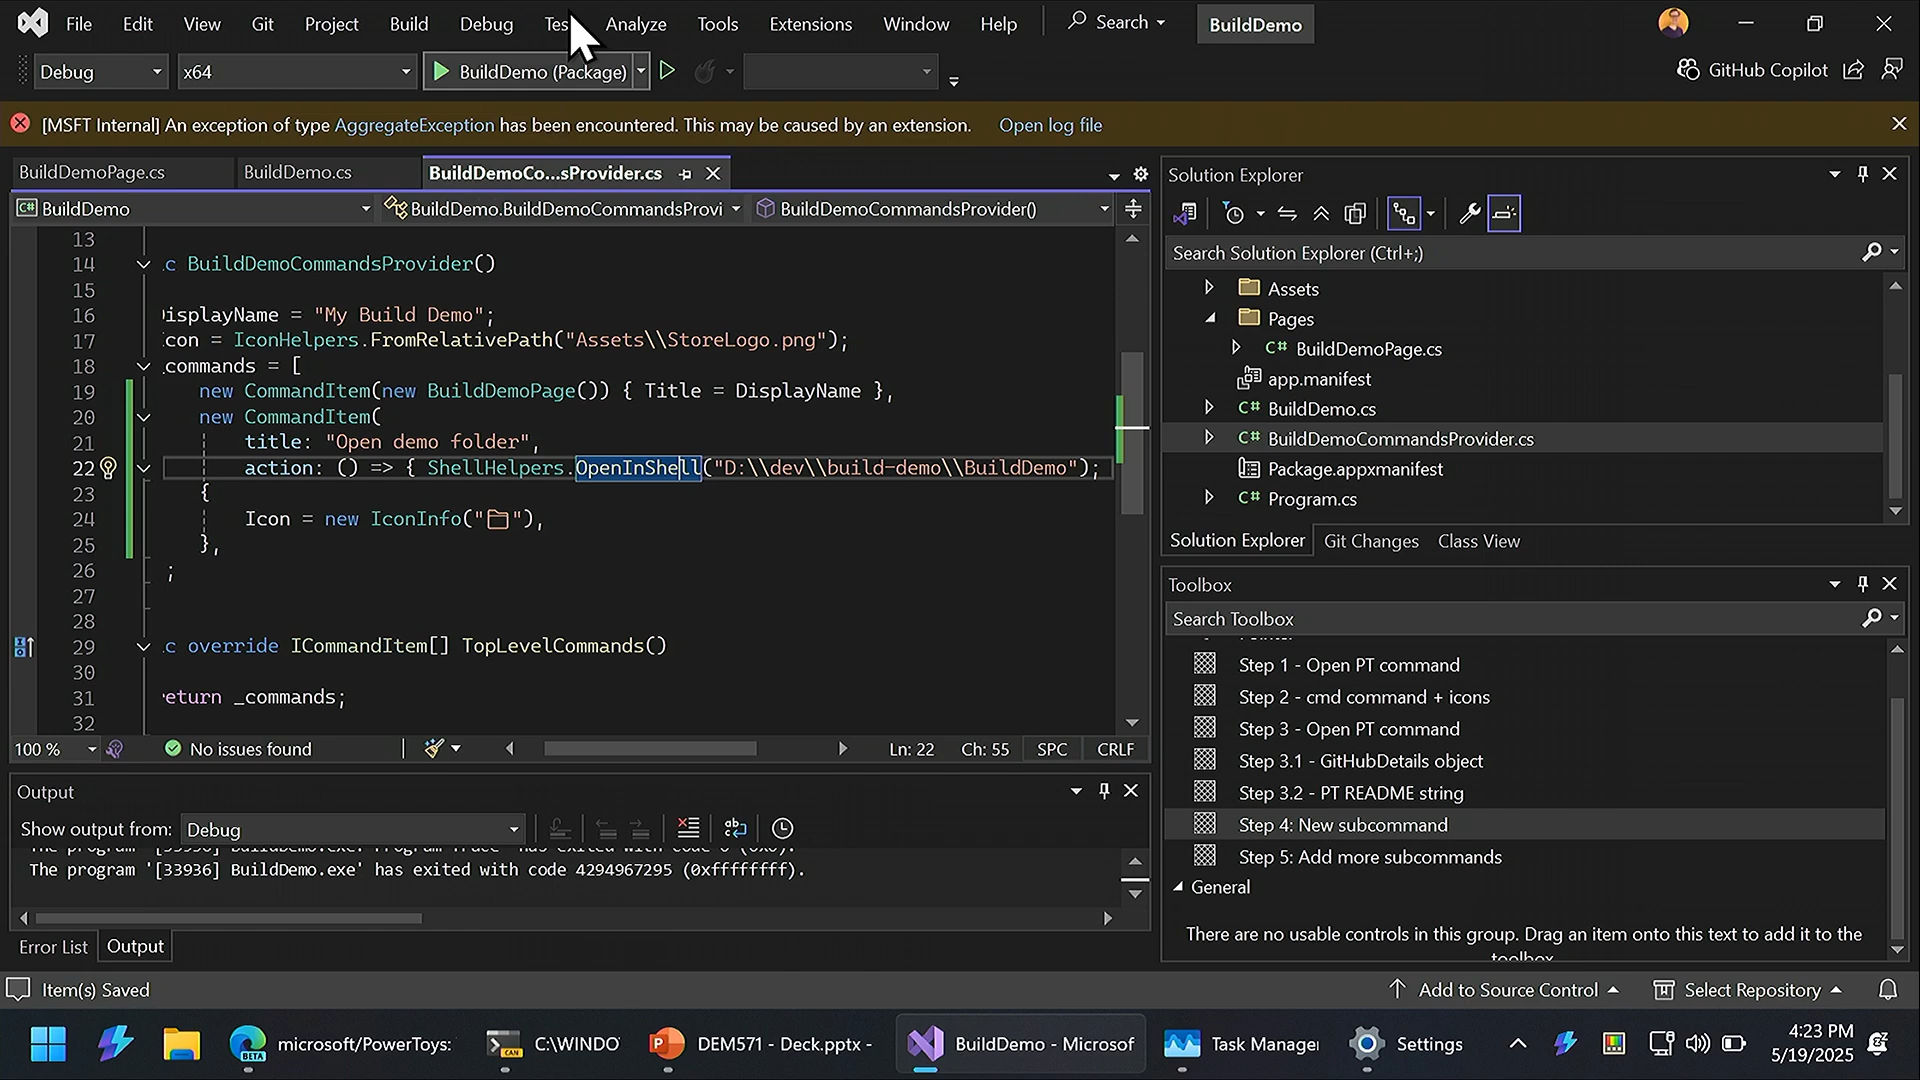 File Edit View Git Project Build Debug Analyze Tools Extensions Window Help Search BuildDemo
Debug x64 BuildDemo (Package) GitHub Copilot
[MSFT Internal] An exception of type AggregateException has been encountered. This may be caused by an extension. Open log file
BuildDemoPage.cs BuildDemo.cs BuildDemoCo...sProvider.cs
BuildDemo BuildDemo.BuildDemoCommandsProvi BuildDemoCommandsProvider()
13
14 c BuildDemoCommandsProvider()
15
16 isplayName = "My Build Demo";
17 con = IconHelpers.FromRelativePath("Assets\\StoreLogo.png");
18 commands = [
19 new CommandItem(new BuildDemoPage()) { Title = DisplayName },
20 new CommandItem(
21 title: "Open demo folder",
22 action: () => { ShellHelpers.OpenInShell("D:\\dev\\build-demo\\BuildDemo");
23 {
24 Icon = new IconInfo("🗀"),
25 },
26 ;
27
28
29 c override ICommandItem[] TopLevelCommands()
30
31 eturn _commands;
32
100 % No issues found Ln: 22 Ch: 55 SPC CRLF
Output
Show output from: Debug
The program '[33936] BuildDemo.exe' has exited with code 4294967295 (0xffffffff).
Error List Output
Solution Explorer
Search Solution Explorer (Ctrl+;)
Assets
Pages
C# BuildDemoPage.cs
app.manifest
C# BuildDemo.cs
C# BuildDemoCommandsProvider.cs
Package.appxmanifest
C# Program.cs
Solution Explorer Git Changes Class View
Toolbox
Search Toolbox
Step 1 - Open PT command
Step 2 - cmd command + icons
Step 3 - Open PT command
Step 3.1 - GitHubDetails object
Step 3.2 - PT README string
Step 4: New subcommand
Step 5: Add more subcommands
General
There are no usable controls in this group. Drag an item onto this text to add it to the
toolbox.
Item(s) Saved Add to Source Control Select Repository
BETA microsoft/PowerToys: CAN C:\WINDO DEM571 - Deck.pptx - BuildDemo - Microsof Task Manager Settings
4:23 PM
5/19/2025